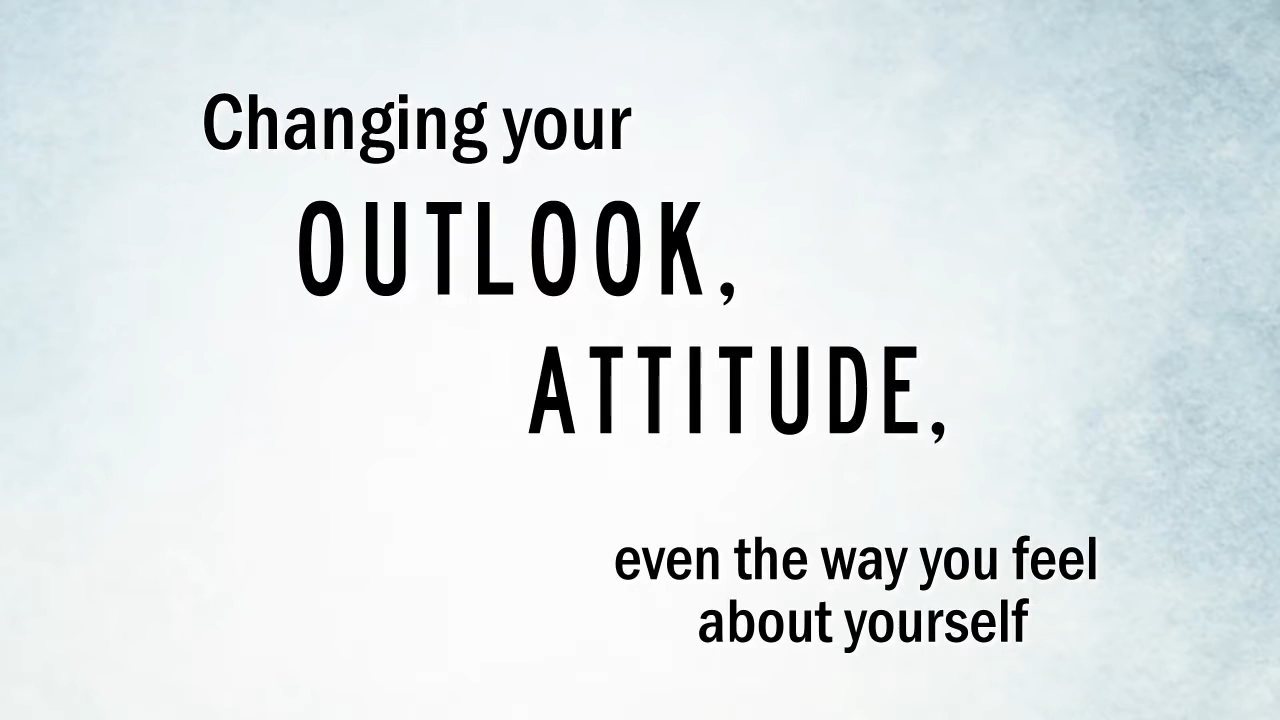 Changing your
OUTLOOK,
ATTITUDE,
even the way you feel
about yourself